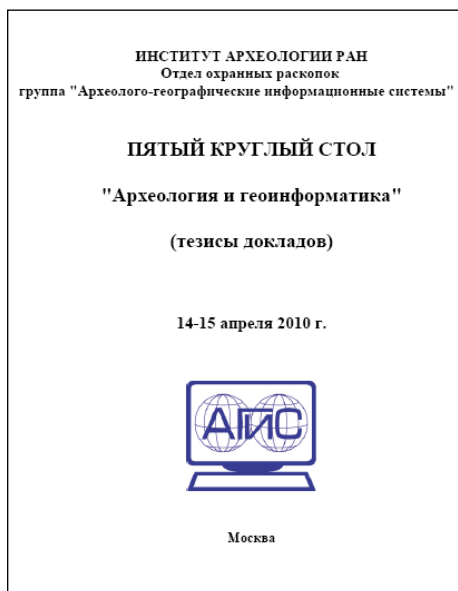 ИНСТИТУТ АРХЕОЛОГИИ РАН
Отдел охранных раскопок
группа "Археолого-географические информационные системы"
ПЯТЫЙ КРУГЛЫЙ СТОЛ
"Археология и геоинформатика"
(тезисы докладов)
14-15 апреля 2010 г.
АГИС
Москва